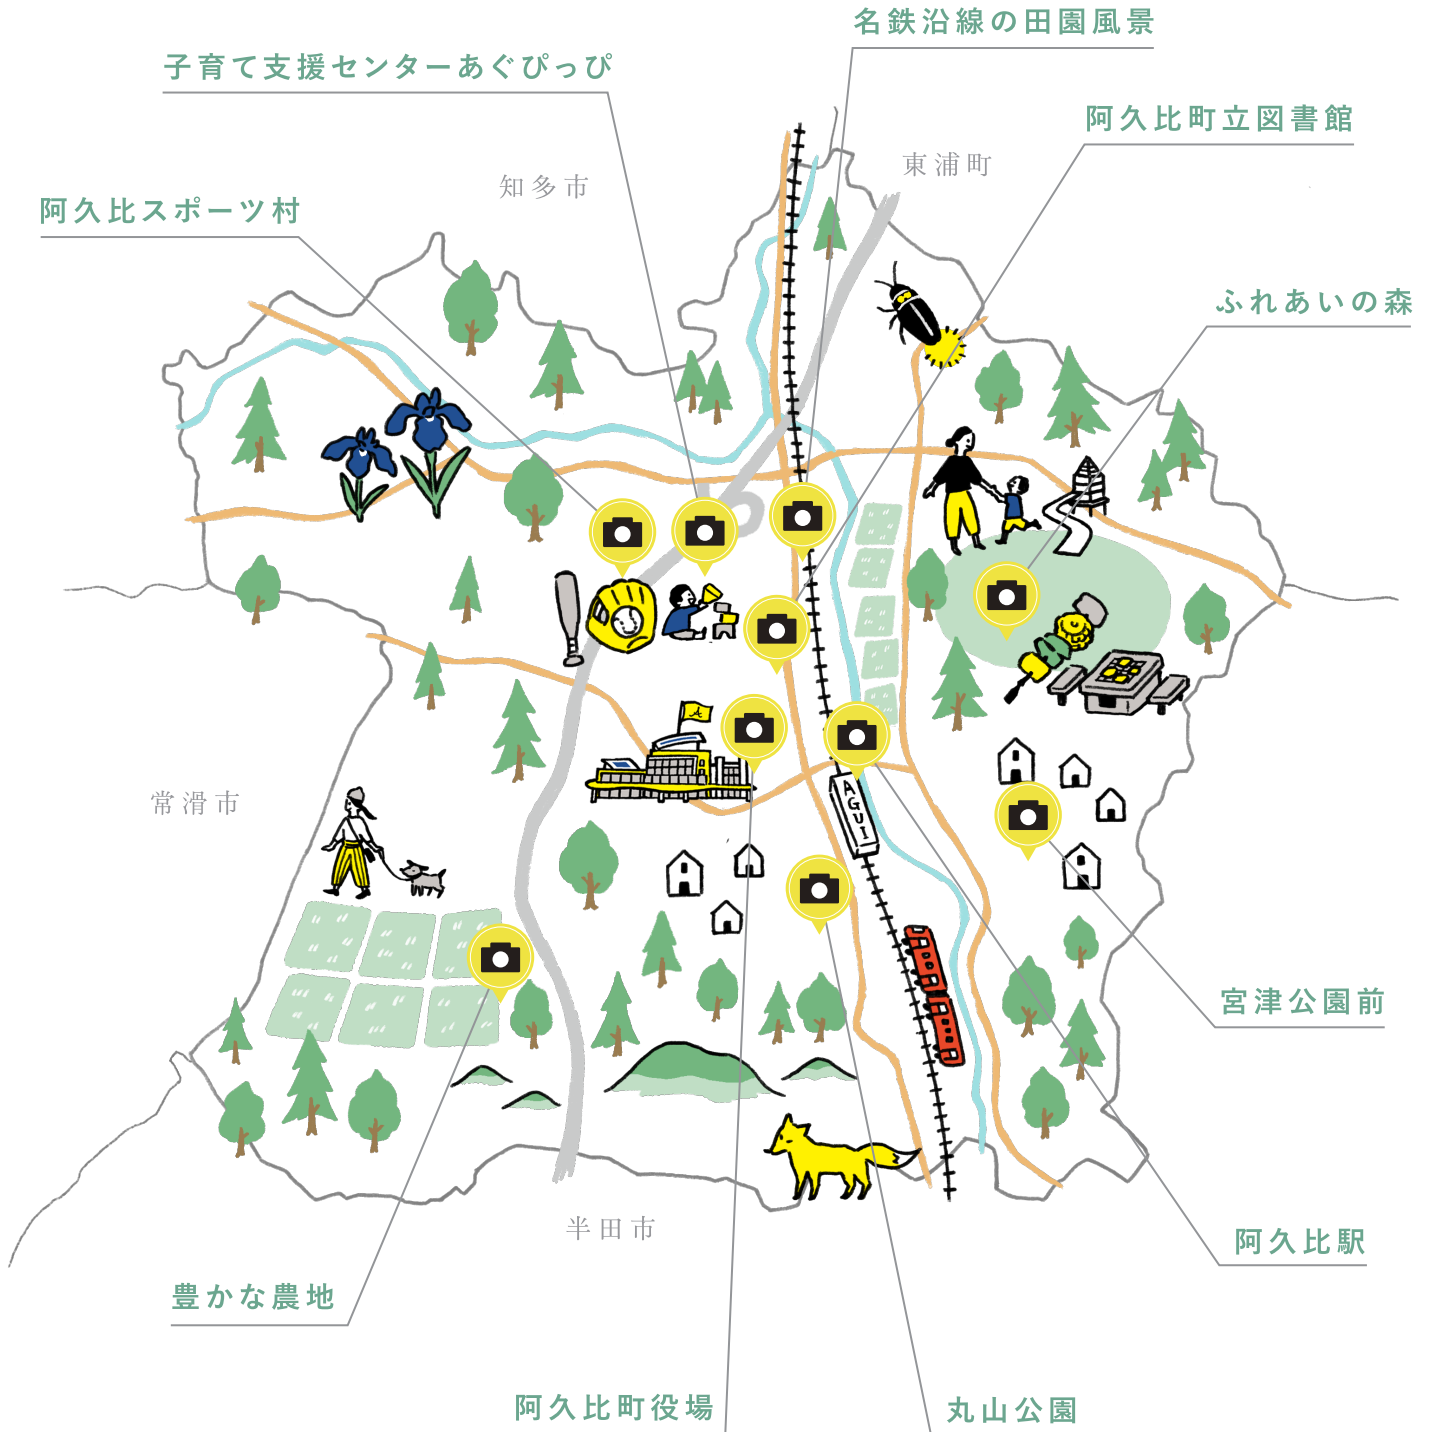 名鉄沿線の田園風景
子育て支援センターあぐぴっぴ
阿久比町立図書館
東浦町
知多市
阿久比スポーツ村
ふれあいの森
A
AGUI
常滑市
宮津公園前
半田市
阿久比駅
豊かな農地
阿久比町役場
丸山公園